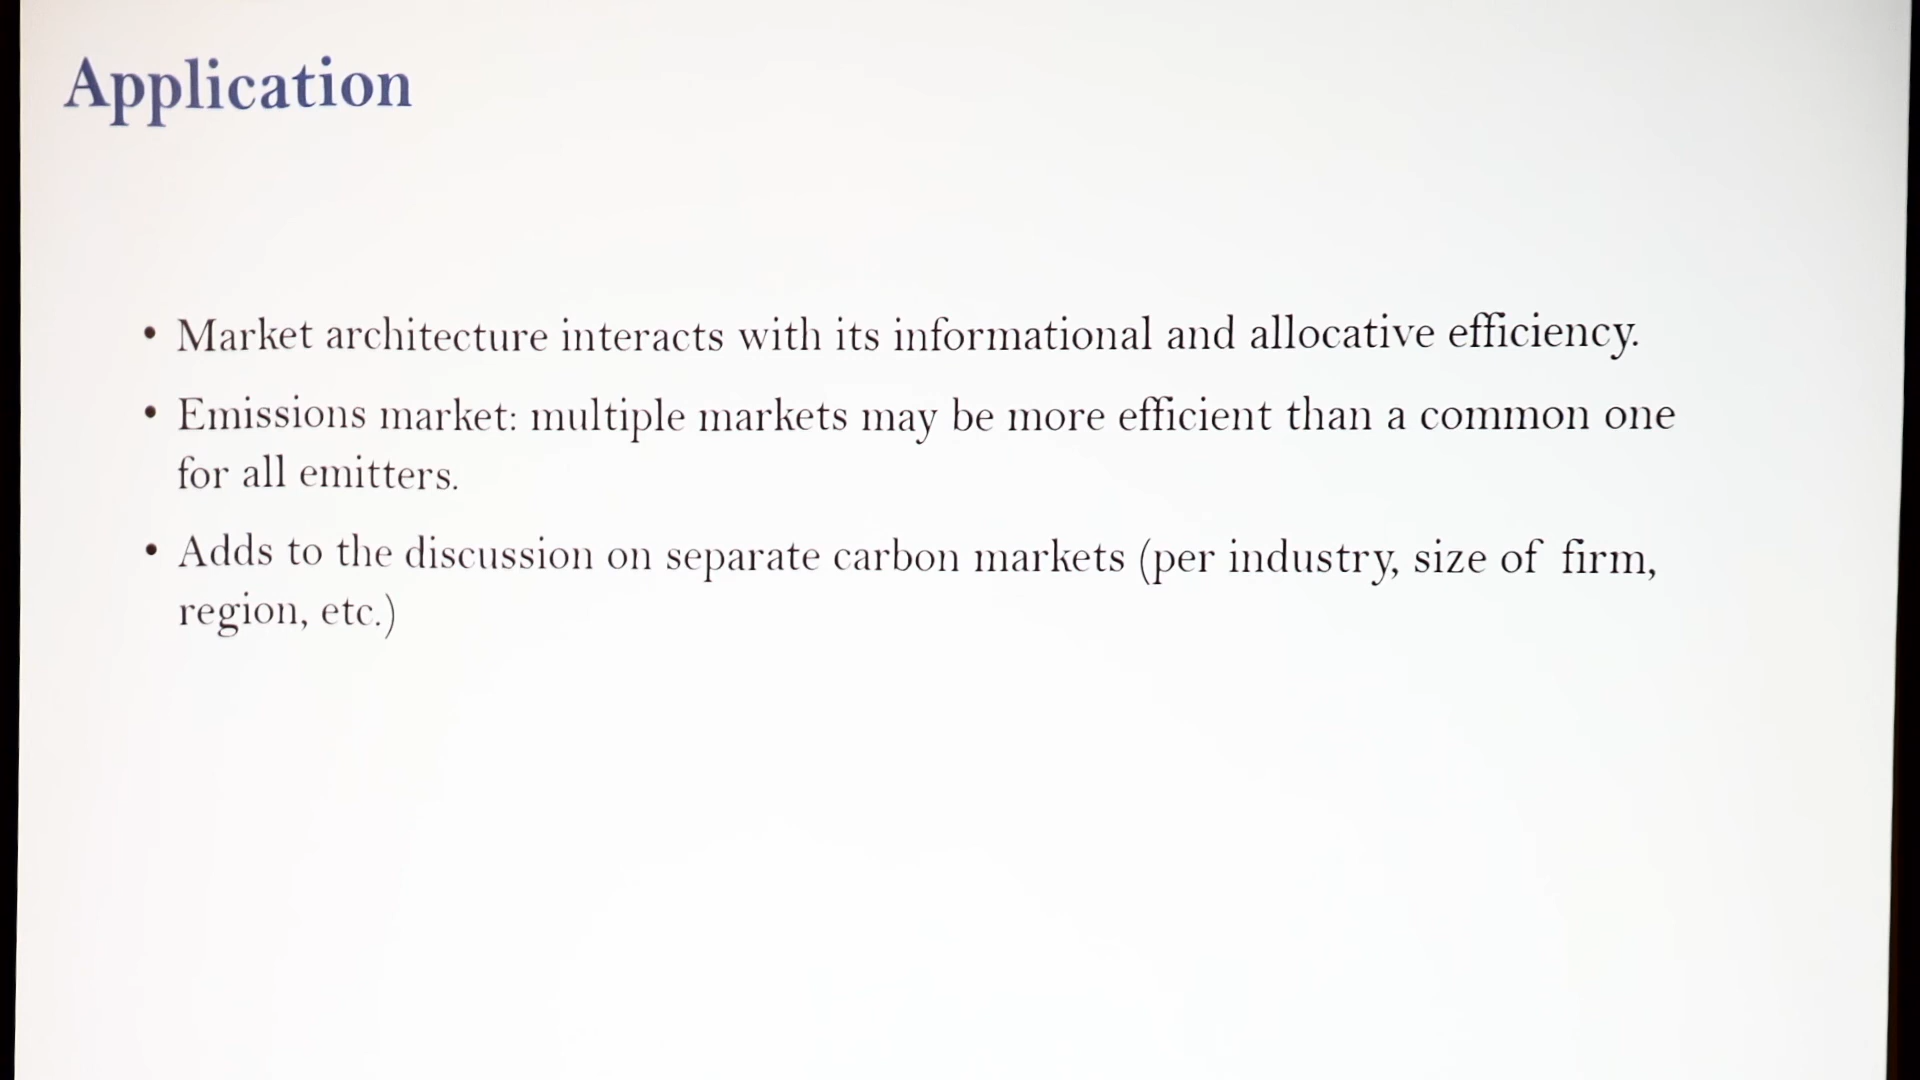 Application
• Market architecture interacts with its informational and allocative efficiency.
• Emissions market: multiple markets may be more efficient than a common one
for all emitters.
• Adds to the discussion on separate carbon markets (per industry, size of firm,
region, etc.)